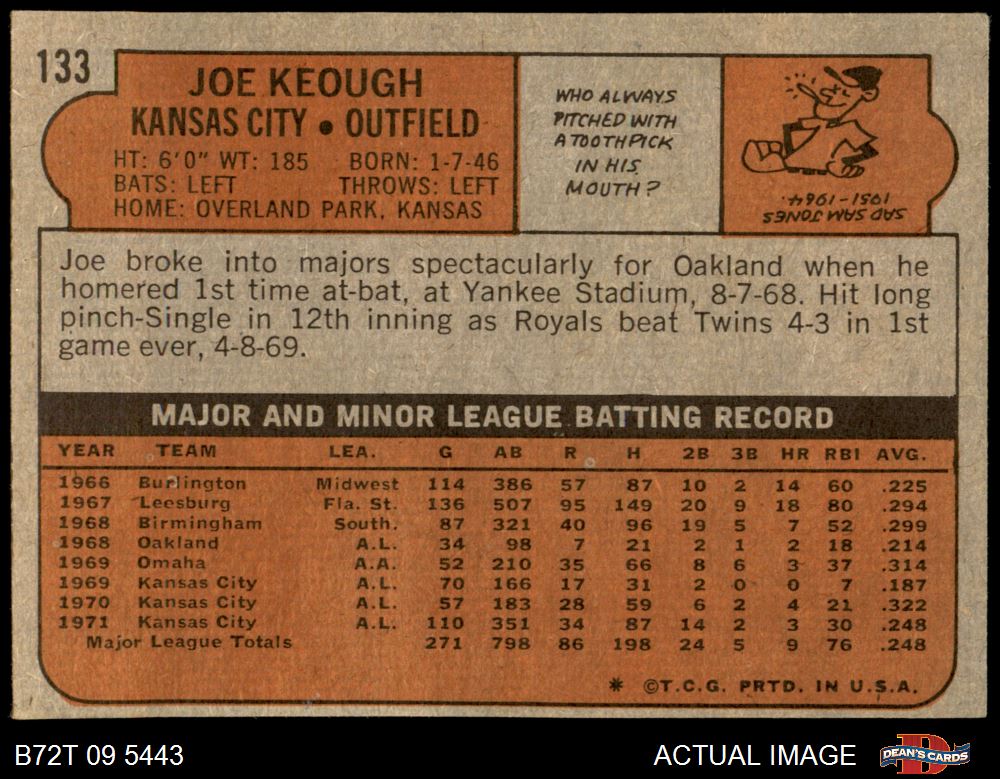 133
JOE KEOUGH
KANSAS CITY • OUTFIELD
HT: 6'0" WT: 185 BORN: 1-7-46
BATS: LEFT THROWS: LEFT
HOME: OVERLAND PARK, KANSAS
WHO ALWAYS
PITCHED WITH
A TOOTHPICK
IN HIS
MOUTH?
SAD SAM JONES
1951-1964.
Joe broke into majors spectacularly for Oakland when he
homered 1st time at-bat, at Yankee Stadium, 8-7-68. Hit long
pinch-Single in 12th inning as Royals beat Twins 4-3 in 1st
game ever, 4-8-69.
MAJOR AND MINOR LEAGUE BATTING RECORD
YEAR TEAM LEA. G AB R H 2B 3B HR RBI AVG.
1966 Burlington Midwest 114 386 57 87 10 2 14 60 .225
1967 Leesburg Fla. St. 136 507 95 149 20 9 18 80 .294
1968 Birmingham South. 87 321 40 96 19 5 7 52 .299
1968 Oakland A.L. 34 98 7 21 2 1 2 18 .214
1969 Omaha A.A. 52 210 35 66 8 6 3 37 .314
1969 Kansas City A.L. 70 166 17 31 2 0 0 7 .187
1970 Kansas City A.L. 57 183 28 59 6 2 4 21 .322
1971 Kansas City A.L. 110 351 34 87 14 2 3 30 .248
Major League Totals 271 798 86 198 24 5 9 76 .248
* ©T.C.G. PRTD. IN U.S.A.
B72T 09 5443
ACTUAL IMAGE
DEAN'S CARDS